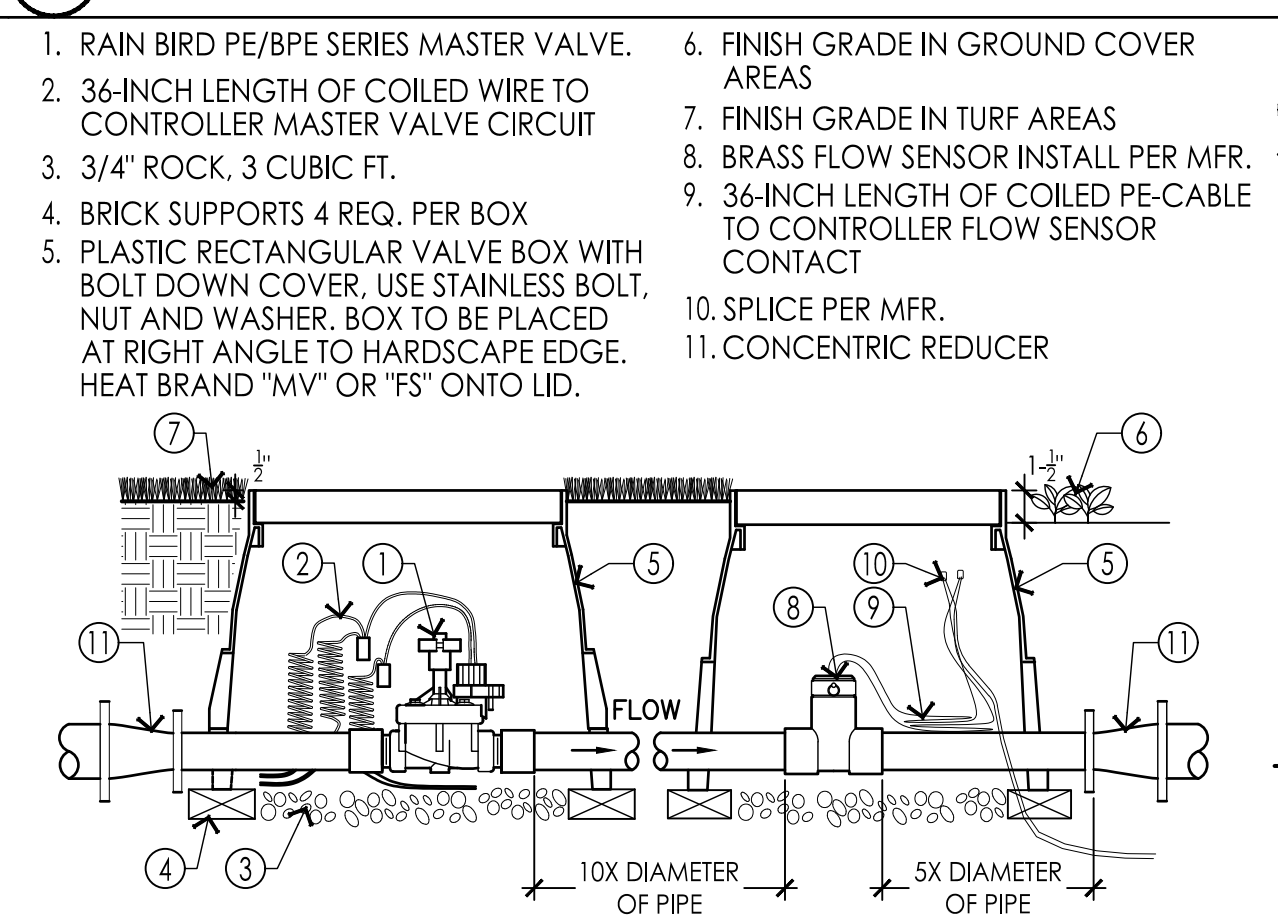 1. RAIN BIRD PE/BPE SERIES MASTER VALVE.
2. 36-INCH LENGTH OF COILED WIRE TO
CONTROLLER MASTER VALVE CIRCUIT
3. 3/4" ROCK, 3 CUBIC FT.
4. BRICK SUPPORTS 4 REQ. PER BOX
5. PLASTIC RECTANGULAR VALVE BOX WITH
BOLT DOWN COVER, USE STAINLESS BOLT,
NUT AND WASHER. BOX TO BE PLACED
AT RIGHT ANGLE TO HARDSCAPE EDGE.
HEAT BRAND "MV" OR "FS" ONTO LID.
6. FINISH GRADE IN GROUND COVER
AREAS
7. FINISH GRADE IN TURF AREAS
8. BRASS FLOW SENSOR INSTALL PER MFR.
9. 36-INCH LENGTH OF COILED PE-CABLE
TO CONTROLLER FLOW SENSOR
CONTACT
10. SPLICE PER MFR.
11. CONCENTRIC REDUCER
7
1/2"
1-1/2"
6
2
1
5
10
5
8
9
11
11
FLOW
4
3
10X DIAMETER
OF PIPE
5X DIAMETER
OF PIPE